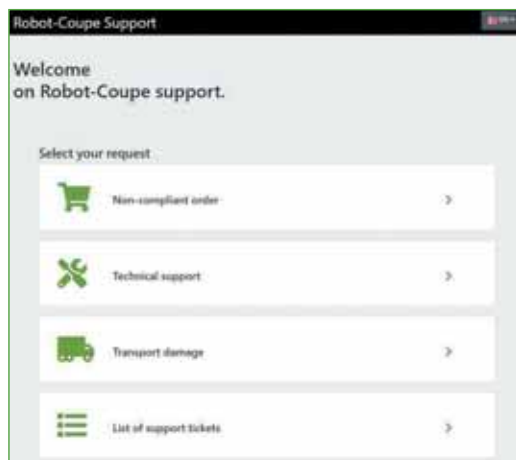 Robot-Coupe Support
Welcome
on Robot-Coupe support.
Select your request
Non-compliant order
Technical support
Transport damage
List of support tickets